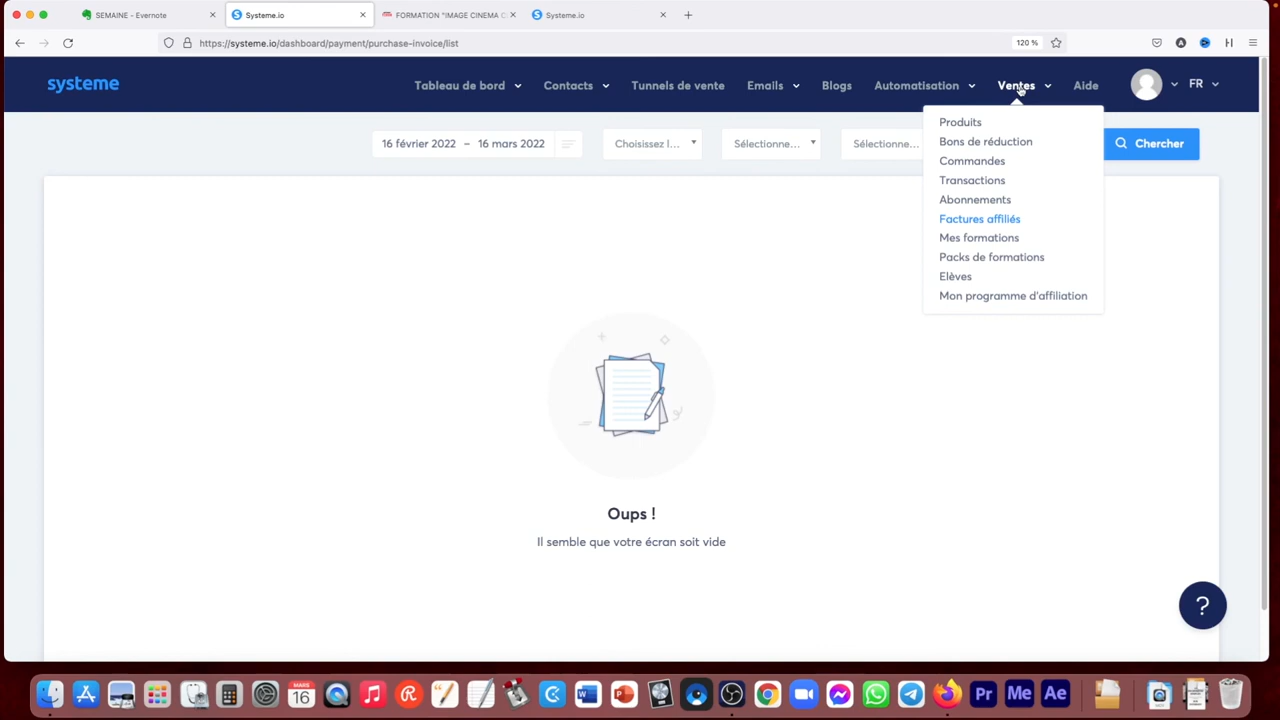 SEMAINE - Evernote
Systeme.io
FORMATION "IMAGE CINEMA C
Systeme.io
https://systeme.io/dashboard/payment/purchase-invoice/list
120 %
systeme
Tableau de bord
Contacts
Tunnels de vente
Emails
Blogs
Automatisation
Ventes
Aide
FR
16 février 2022 – 16 mars 2022
Choisissez l...
Sélectionne...
Sélectionne...
Chercher
Produits
Bons de réduction
Commandes
Transactions
Abonnements
Factures affiliés
Mes formations
Packs de formations
Elèves
Mon programme d'affiliation
Oups !
Il semble que votre écran soit vide
?
MARS
16
W
P
Pr
Me
Ae